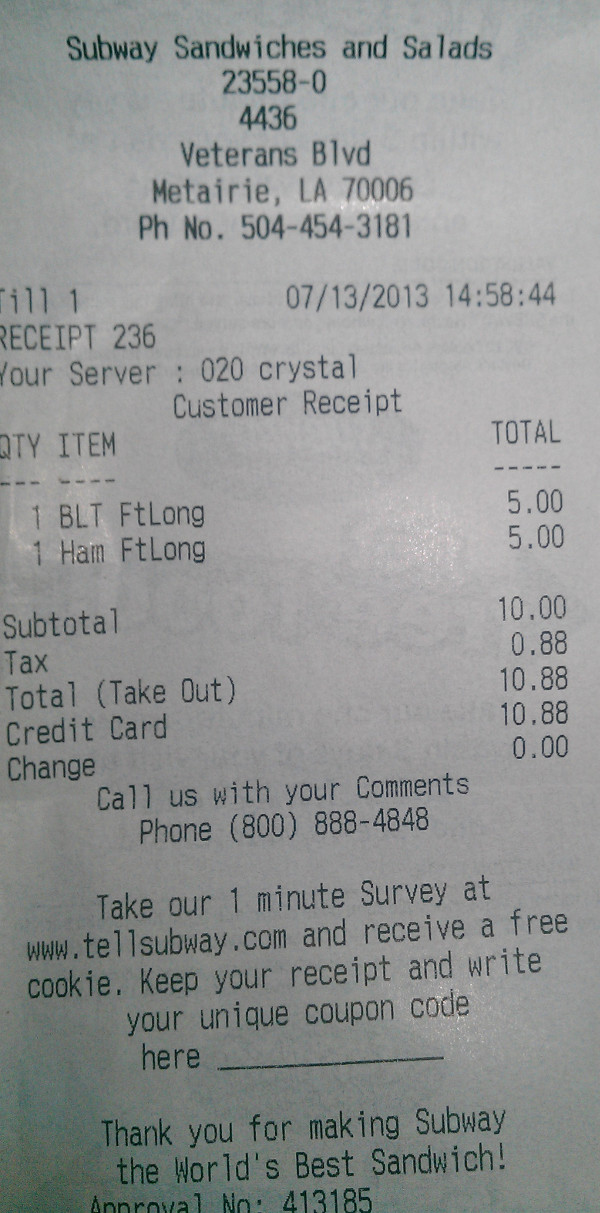 Subway Sandwiches and Salads
23558-0
4436
Veterans Blvd
Metairie, LA 70006
Ph No. 504-454-3181
Till 1 07/13/2013 14:58:44
RECEIPT 236
Your Server : 020 crystal
Customer Receipt
QTY ITEM TOTAL
--- ---- -----
1 BLT FtLong 5.00
1 Ham FtLong 5.00
Subtotal 10.00
Tax 0.88
Total (Take Out) 10.88
Credit Card 10.88
Change 0.00
Call us with your Comments
Phone (800) 888-4848
Take our 1 minute Survey at
www.tellsubway.com and receive a free
cookie. Keep your receipt and write
your unique coupon code
here ______________
Thank you for making Subway
the World's Best Sandwich!
Approval No: 413185